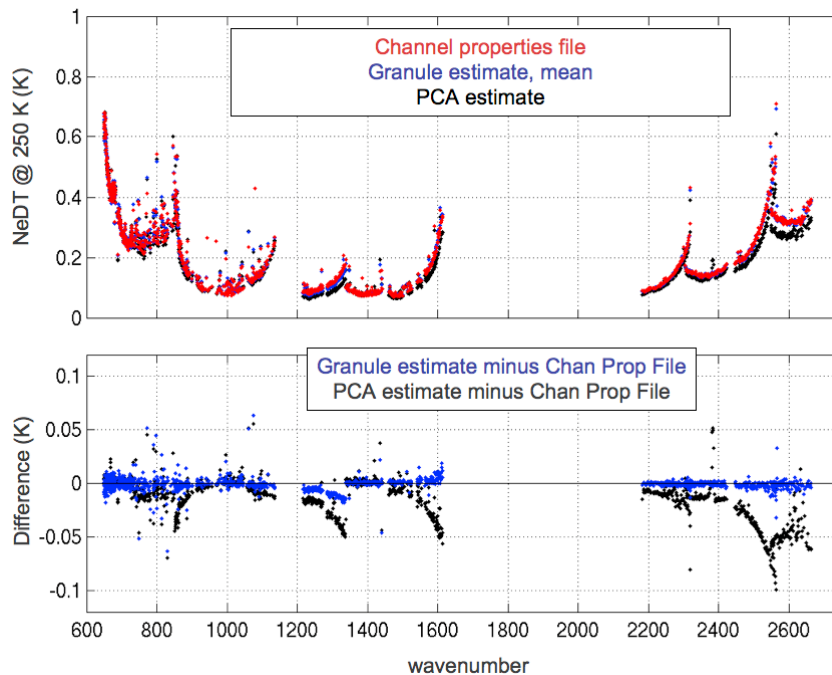 1
0.8
0.6
0.4
0.2
0
NeDT @ 250 K (K)
Channel properties file
Granule estimate, mean
PCA estimate
0.1
0.05
0
-0.05
-0.1
Difference (K)
Granule estimate minus Chan Prop File
PCA estimate minus Chan Prop File
600 800 1000 1200 1400 1600 1800 2000 2200 2400 2600
wavenumber